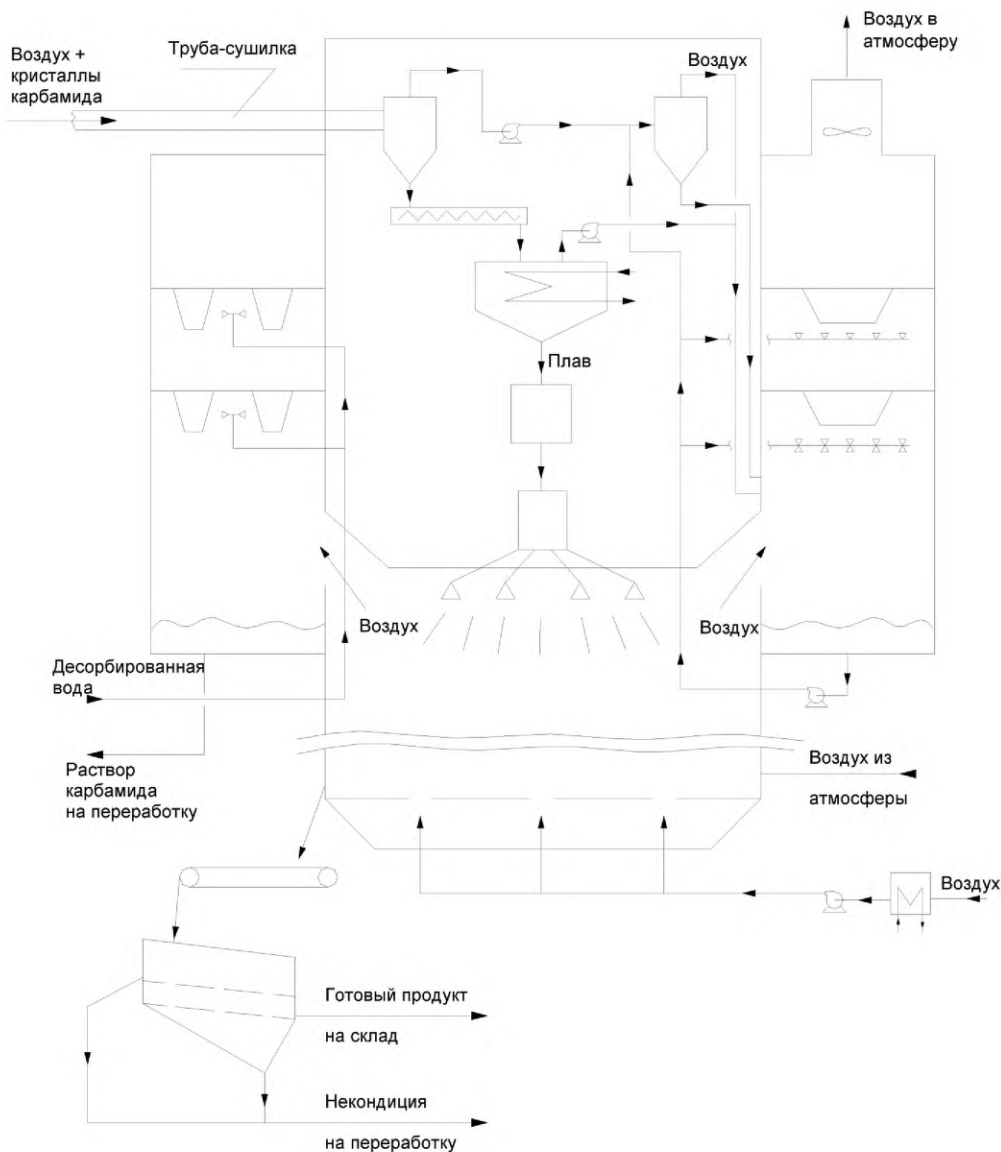 Воздух +
кристаллы
карбамида
Труба-сушилка
Воздух
Воздух в
атмосферу
Плав
Воздух
Воздух
Десорбированная
вода
Раствор
карбамида
на переработку
Воздух из
атмосферы
Воздух
Готовый продукт
на склад
Некондиция
на переработку